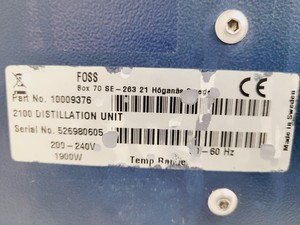 FOSS
Box 70 SE-263 21 Höganäs Sweden
Part No. 10009376
2100 DISTILLATION UNIT
Serial No. 526980605
200-240V
-60 Hz
1900W
Temp Range
Made in Sweden
CE